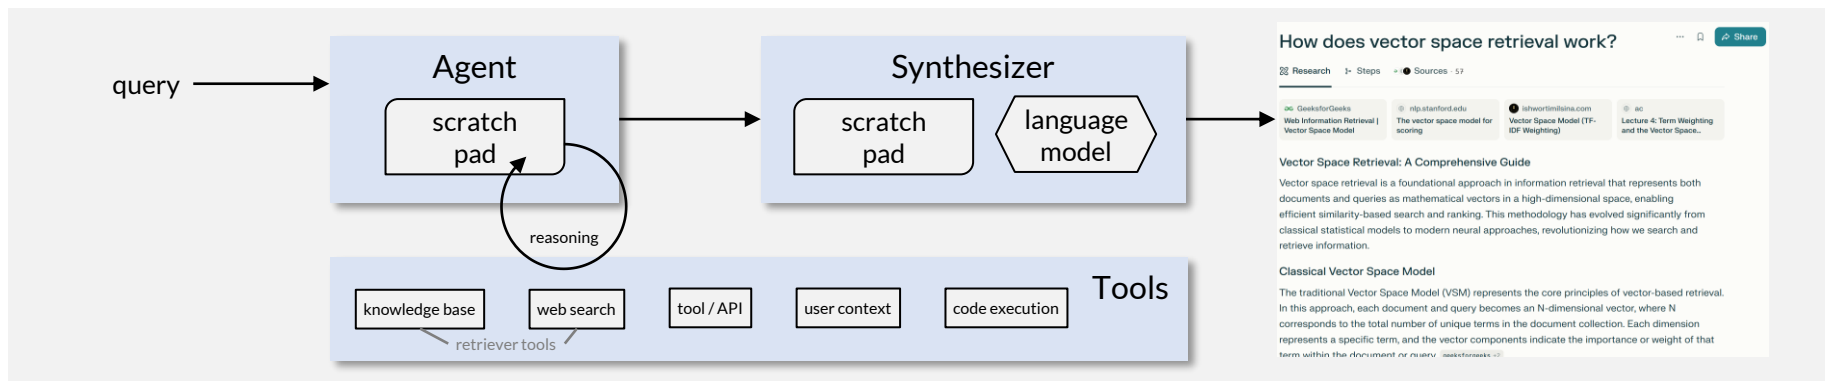 query
Agent
scratch
pad
reasoning
Synthesizer
scratch
pad
language
model
Tools
knowledge base
web search
tool / API
user context
code execution
retriever tools
How does vector space retrieval work?
Share
Research
Steps
Sources · 57
GeeksforGeeks
Web Information Retrieval |
Vector Space Model
nlp.stanford.edu
The vector space model for
scoring
ishwortimilsina.com
Vector Space Model (TF-
IDF Weighting)
ac
Lecture 4: Term Weighting
and the Vector Space...
Vector Space Retrieval: A Comprehensive Guide
Vector space retrieval is a foundational approach in information retrieval that represents both
documents and queries as mathematical vectors in a high-dimensional space, enabling
efficient similarity-based search and ranking. This methodology has evolved significantly from
classical statistical models to modern neural approaches, revolutionizing how we search and
retrieve information.
Classical Vector Space Model
The traditional Vector Space Model (VSM) represents the core principles of vector-based retrieval.
In this approach, each document and query becomes an N-dimensional vector, where N
corresponds to the total number of unique terms in the document collection. Each dimension
represents a specific term, and the vector components indicate the importance or weight of that
term within the document or query. geeksforgeeks